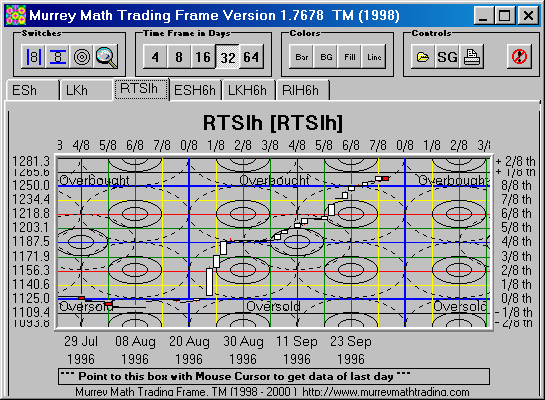 Murrey Math Trading Frame Version 1.7678 TM (1998)
Switches Time Frame in Days Colors Controls
|8| 8 4 8 16 32 64 Bar BG Fill Line SG
ESh LKh RTSIh ESH6h LKH6h RIH6h
RTSIh [RTSIh]
3 4/8 5/8 6/8 7/8 0/8 1/8 2/8 3/8 4/8 5/8 6/8 7/8 0/8 1/8 2/8 3/
1281.3 + 2/8 th
1265.6 + 1/8 th
Overbought Overbought Overbought
1250.0 8/8 th
1234.4 7/8 th
1218.8 6/8 th
1203.1 5/8 th
1187.5 4/8 th
1171.9 3/8 th
1156.3 2/8 th
1140.6 1/8 th
1125.0 0/8 th
Oversold Oversold Oversold
1109.4 - 1/8 th
1093.8 - 2/8 th
29 Jul 08 Aug 20 Aug 30 Aug 11 Sep 23 Sep
1996 1996 1996 1996 1996 1996
*** Point to this box with Mouse Cursor to get data of last day ***
Murrey Math Trading Frame, TM (1998 - 2000 ) http://www.murreymathtrading.com